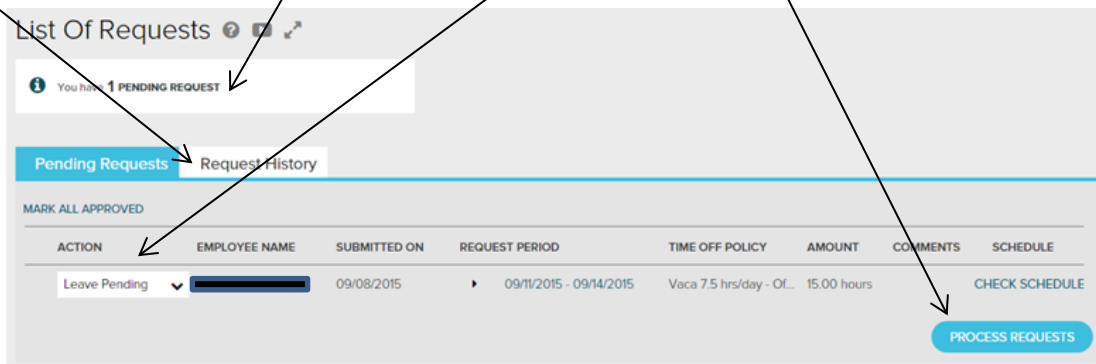 List Of Requests
You have 1 PENDING REQUEST
Pending Requests Request History
MARK ALL APPROVED
ACTION EMPLOYEE NAME SUBMITTED ON REQUEST PERIOD TIME OFF POLICY AMOUNT COMMENTS SCHEDULE
Leave Pending 09/08/2015 09/11/2015 - 09/14/2015 Vaca 7.5 hrs/day - Of... 15.00 hours CHECK SCHEDULE
PROCESS REQUESTS